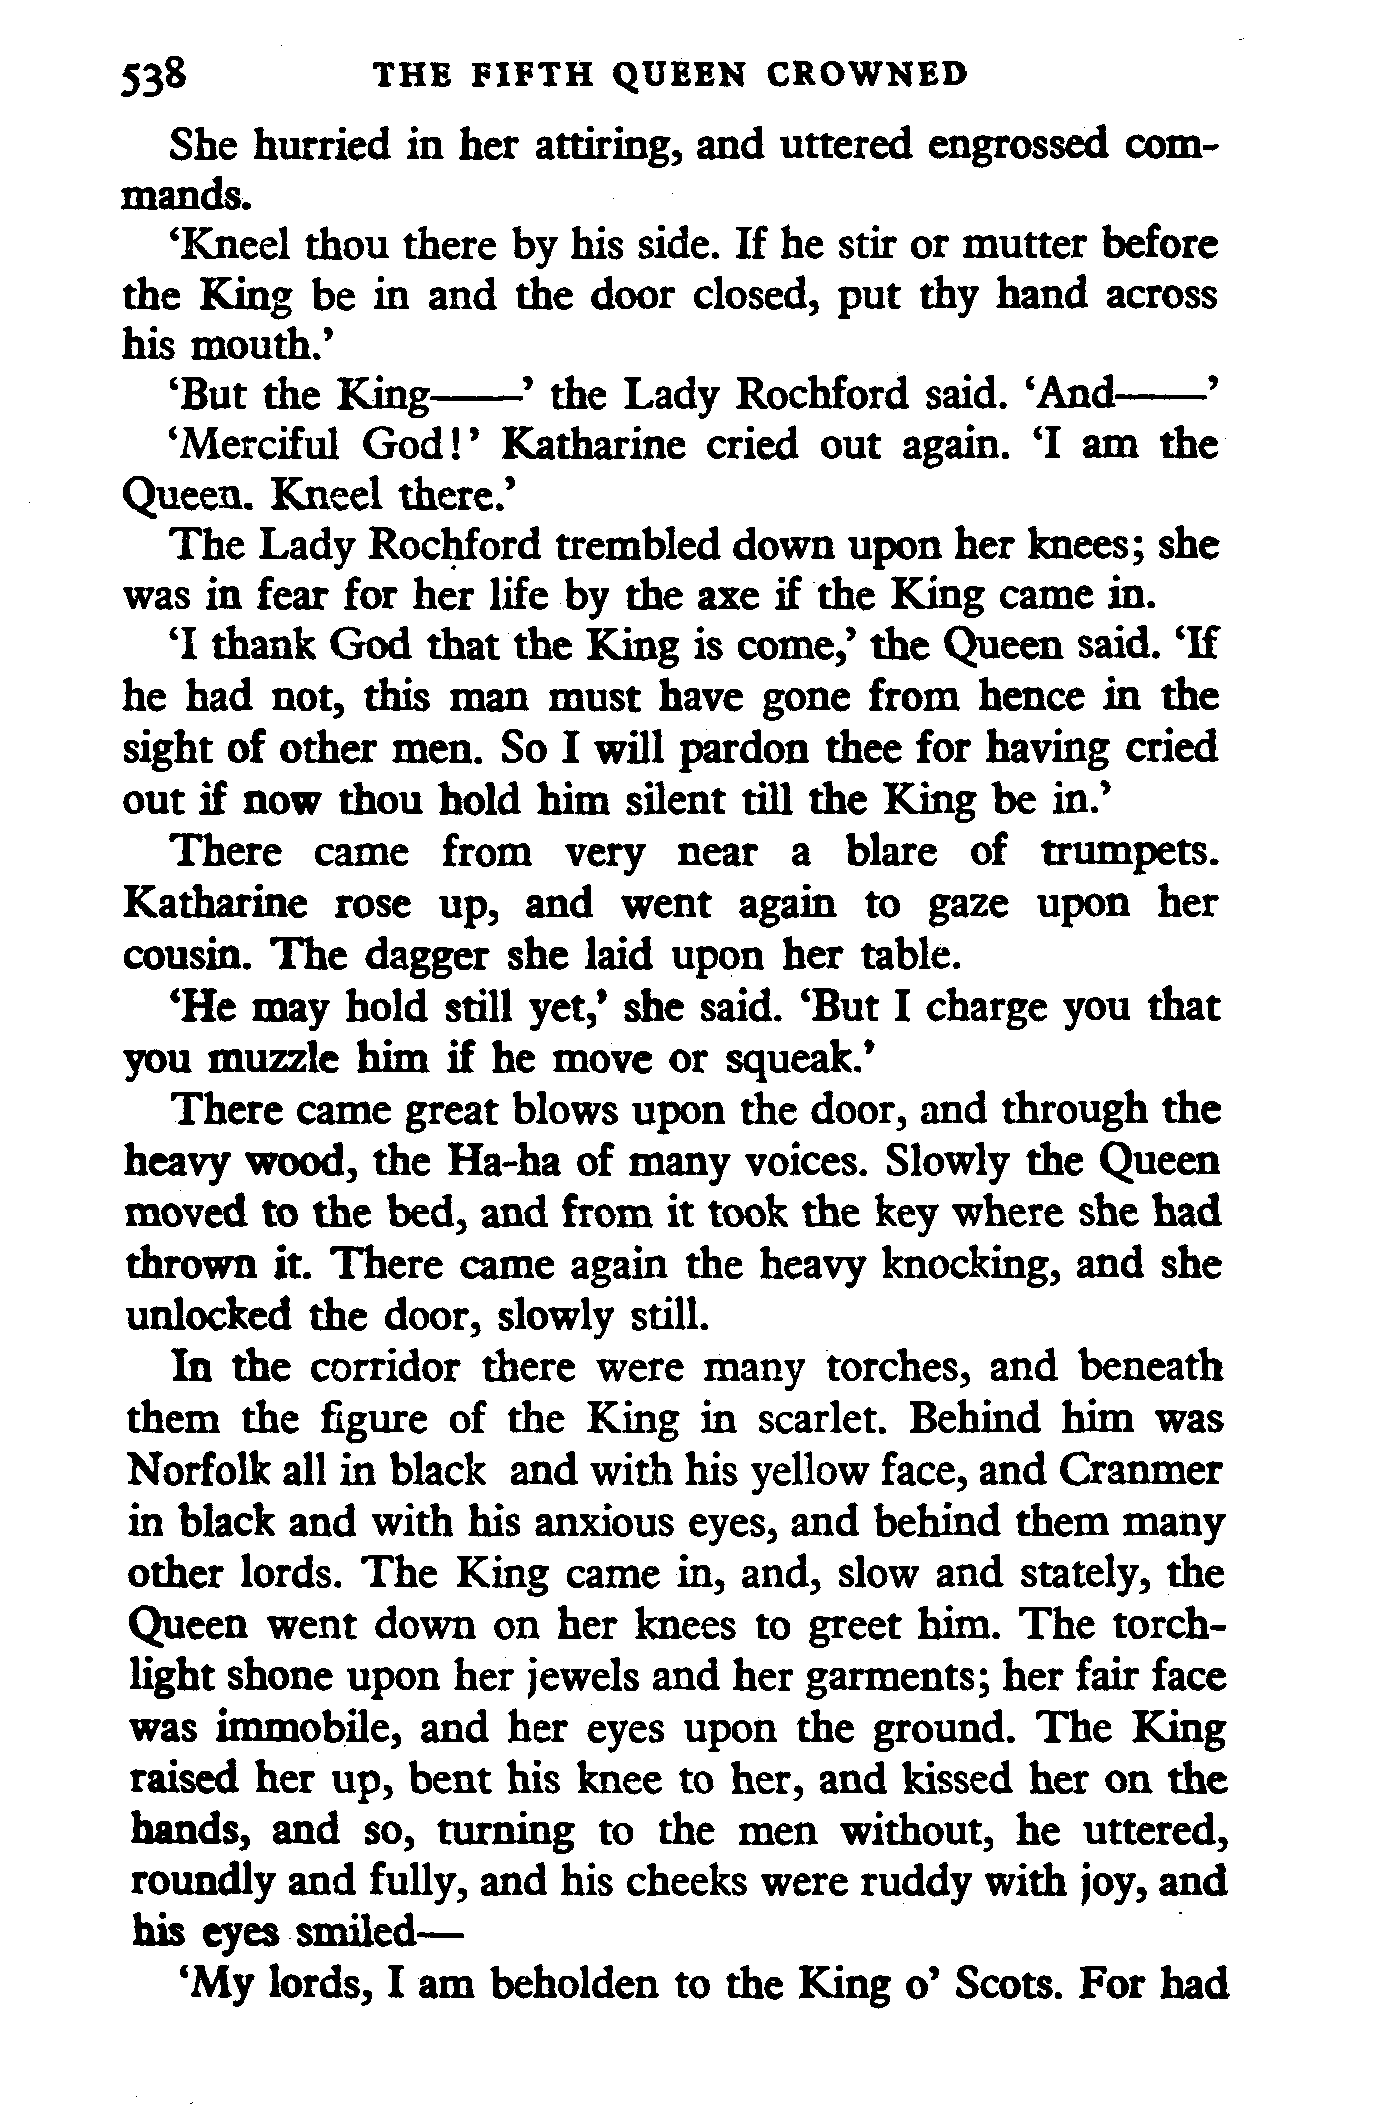 538 THE FIFTH QUEEN CROWNED
She hurried in her attiring, and uttered engrossed com-
mands.
‘Kneel thou there by his side. If he stir or mutter before
the King be in and the door closed, put thy hand across
his mouth.’
‘But the King——’ the Lady Rochford said. ‘And——’
‘Merciful God!’ Katharine cried out again. ‘I am the
Queen. Kneel there.’
The Lady Rochford trembled down upon her knees; she
was in fear for her life by the axe if the King came in.
‘I thank God that the King is come,’ the Queen said. ‘If
he had not, this man must have gone from hence in the
sight of other men. So I will pardon thee for having cried
out if now thou hold him silent till the King be in.’
There came from very near a blare of trumpets.
Katharine rose up, and went again to gaze upon her
cousin. The dagger she laid upon her table.
‘He may hold still yet,’ she said. ‘But I charge you that
you muzzle him if he move or squeak.’
There came great blows upon the door, and through the
heavy wood, the Ha-ha of many voices. Slowly the Queen
moved to the bed, and from it took the key where she had
thrown it. There came again the heavy knocking, and she
unlocked the door, slowly still.
In the corridor there were many torches, and beneath
them the figure of the King in scarlet. Behind him was
Norfolk all in black and with his yellow face, and Cranmer
in black and with his anxious eyes, and behind them many
other lords. The King came in, and, slow and stately, the
Queen went down on her knees to greet him. The torch-
light shone upon her jewels and her garments; her fair face
was immobile, and her eyes upon the ground. The King
raised her up, bent his knee to her, and kissed her on the
hands, and so, turning to the men without, he uttered,
roundly and fully, and his cheeks were ruddy with joy, and
his eyes smiled—
‘My lords, I am beholden to the King o’ Scots. For had